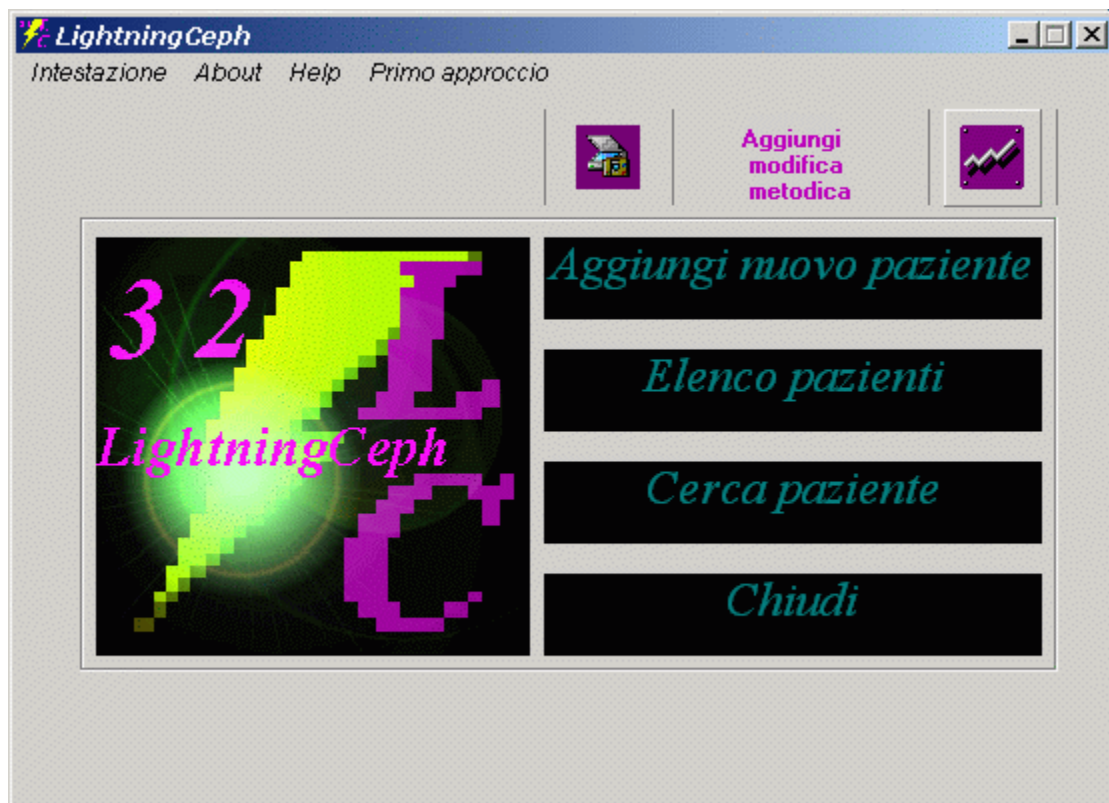 LightningCeph
Intestazione About Help Primo approccio
Aggiungi
modifica
metodica
3 2
L
LightningCeph
C
Aggiungi nuovo paziente
Elenco pazienti
Cerca paziente
Chiudi